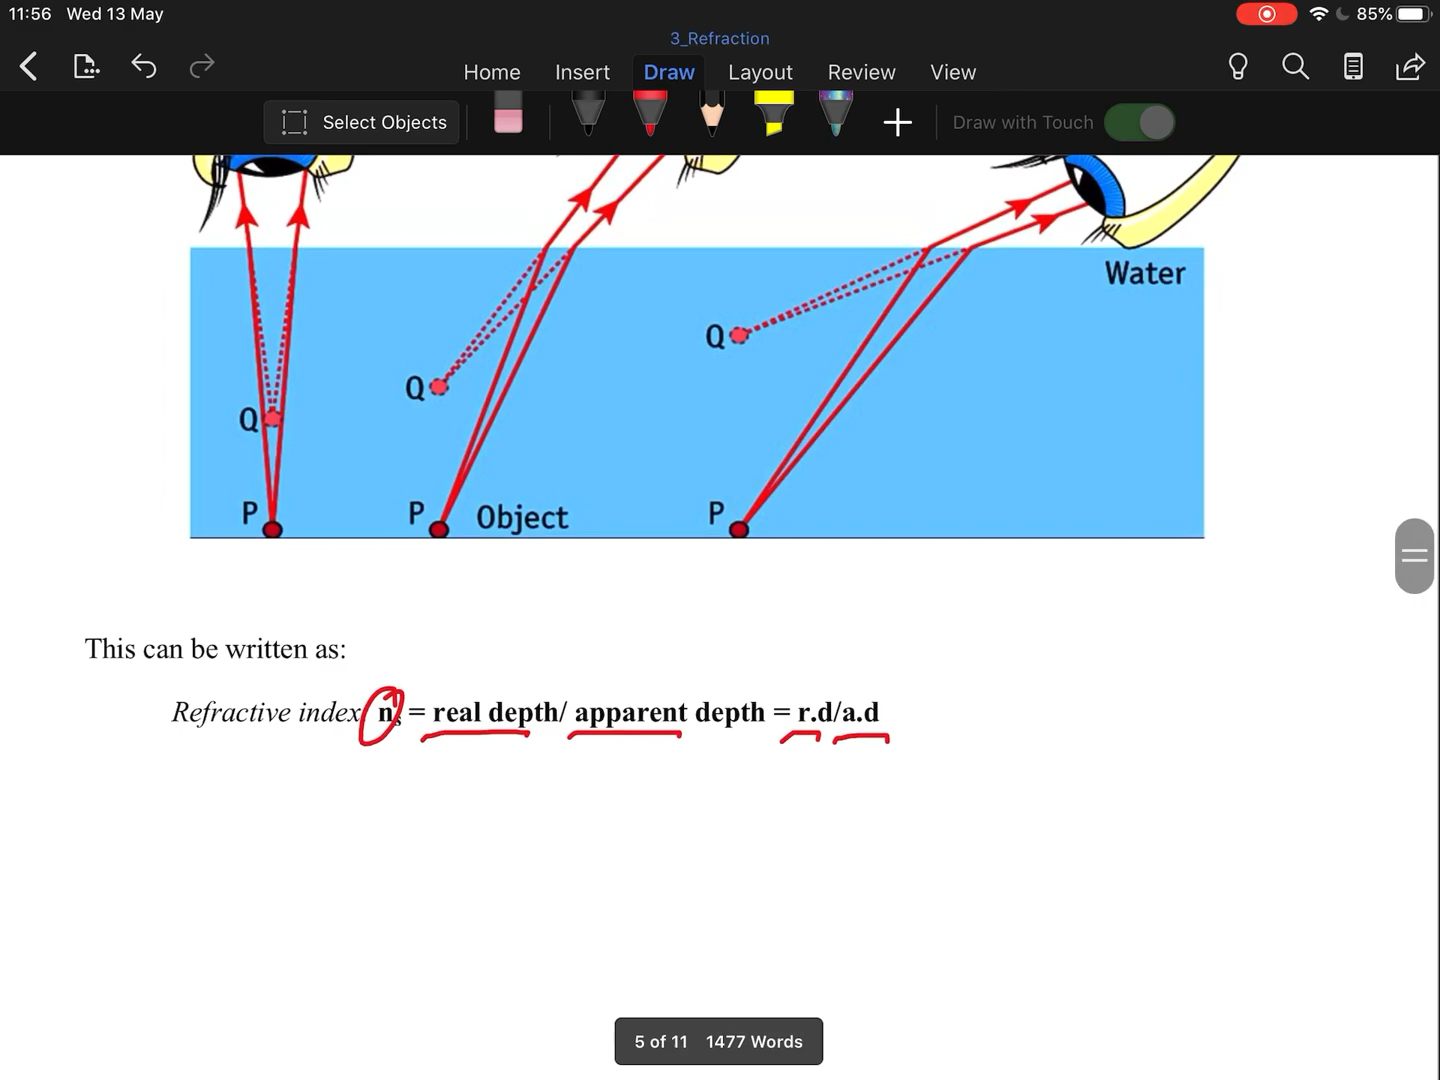 11:56 Wed 13 May 85%
3_Refraction
Home Insert Draw Layout Review View
Select Objects Draw with Touch
Water
Q
Q
Q
P P Object P
This can be written as:
Refractive index nₛ = real depth/ apparent depth = r.d/a.d
5 of 11 1477 Words